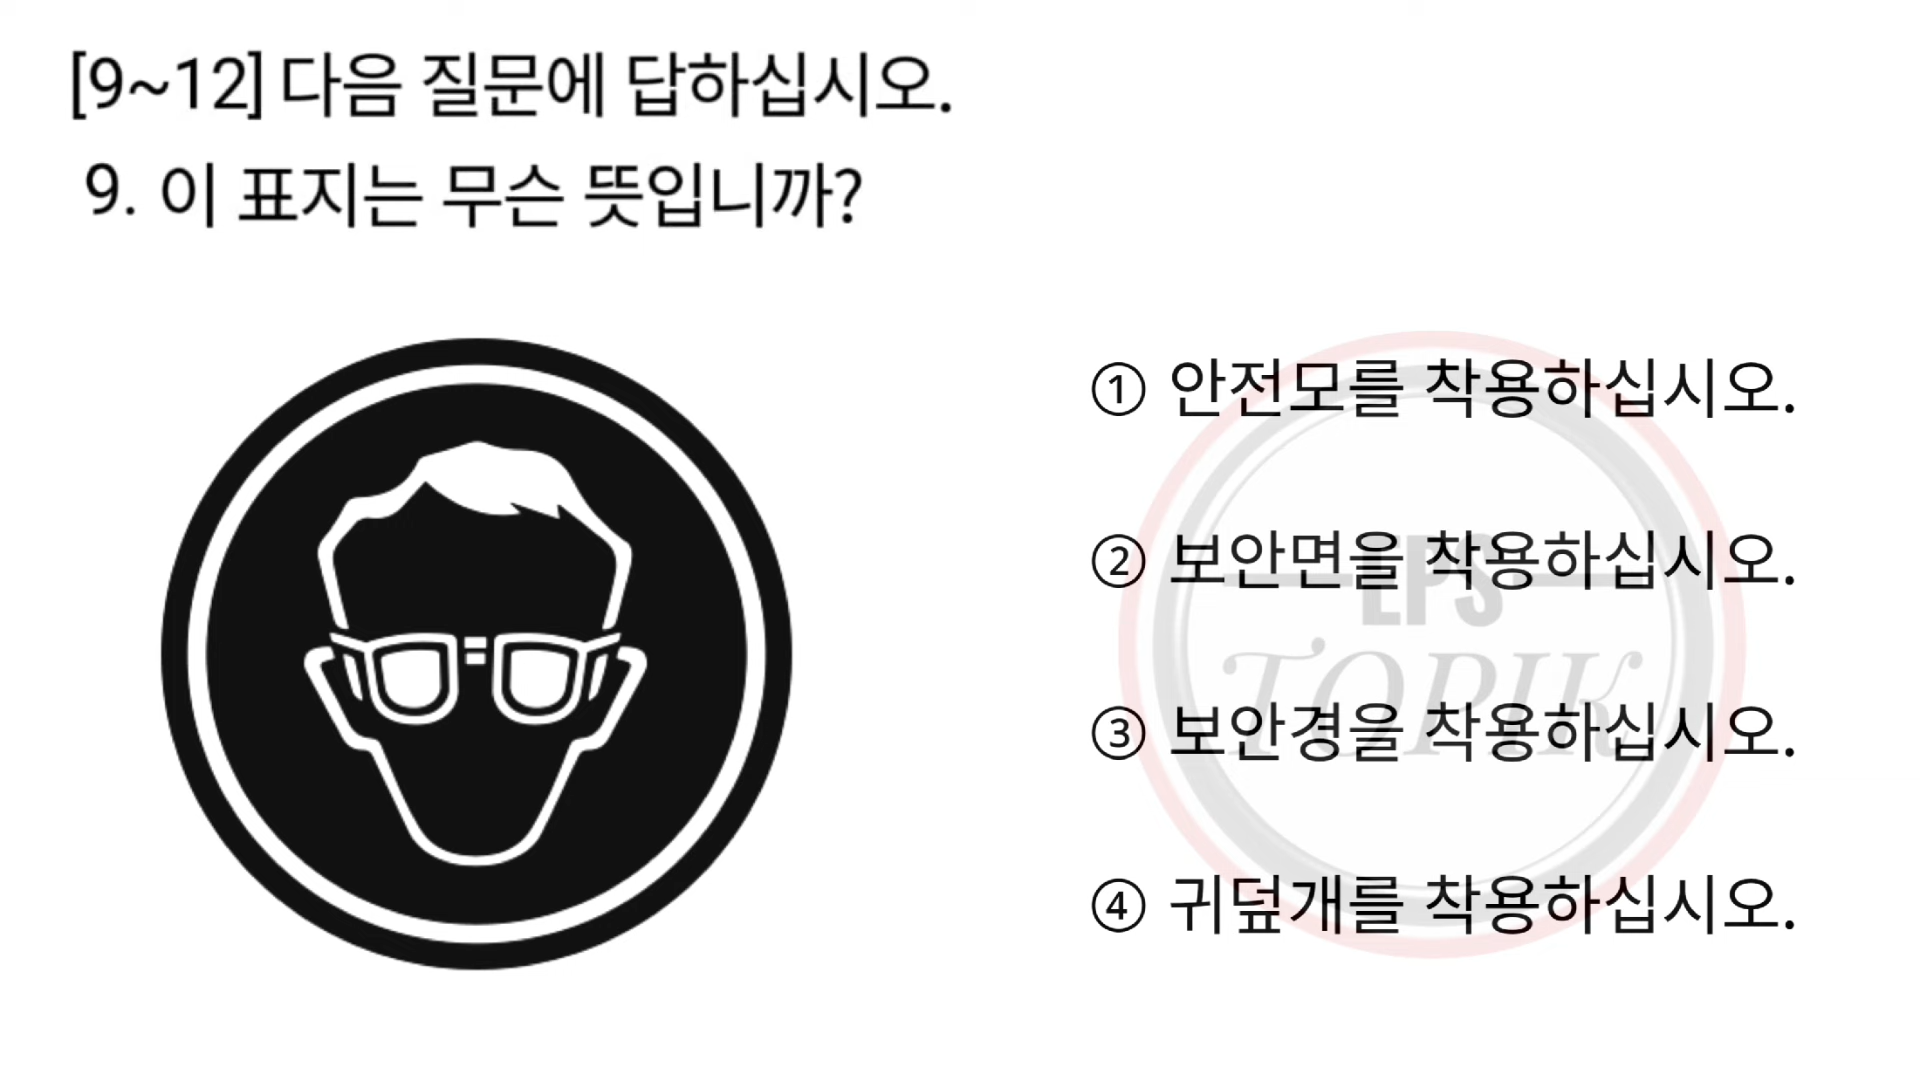 [9~12] 다음 질문에 답하십시오.
9. 이 표지는 무슨 뜻입니까?
① 안전모를 착용하십시오.
② 보안면을 착용하십시오.
③ 보안경을 착용하십시오.
④ 귀덮개를 착용하십시오.
EPS
TOPIK